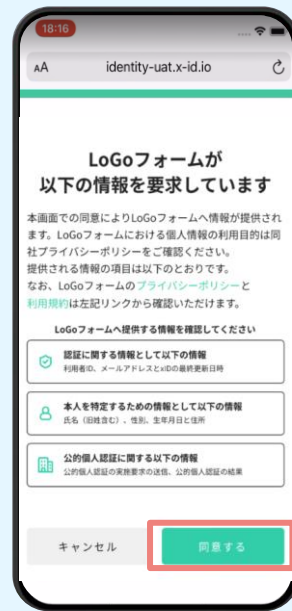 18:16
AA
identity-uat.x-id.io
LoGoフォームが
以下の情報を要求しています
本画面での同意によりLoGoフォームへ情報が提供され
ます。LoGoフォームにおける個人情報の利用目的は同
社プライバシーポリシーをご確認ください。
提供される情報の項目は以下のとおりです。
なお、LoGoフォームのプライバシーポリシーと
利用規約は左記リンクから確認いただけます。
LoGoフォームへ提供する情報を確認してください
認証に関する情報として以下の情報
利用者ID、メールアドレスとxIDの最終更新日時
本人を特定するための情報として以下の情報
氏名（旧姓含む）、性別、生年月日と住所
公的個人認証に関する以下の情報
公的個人認証の実施要求の送信、公的個人認証の結果
キャンセル
同意する